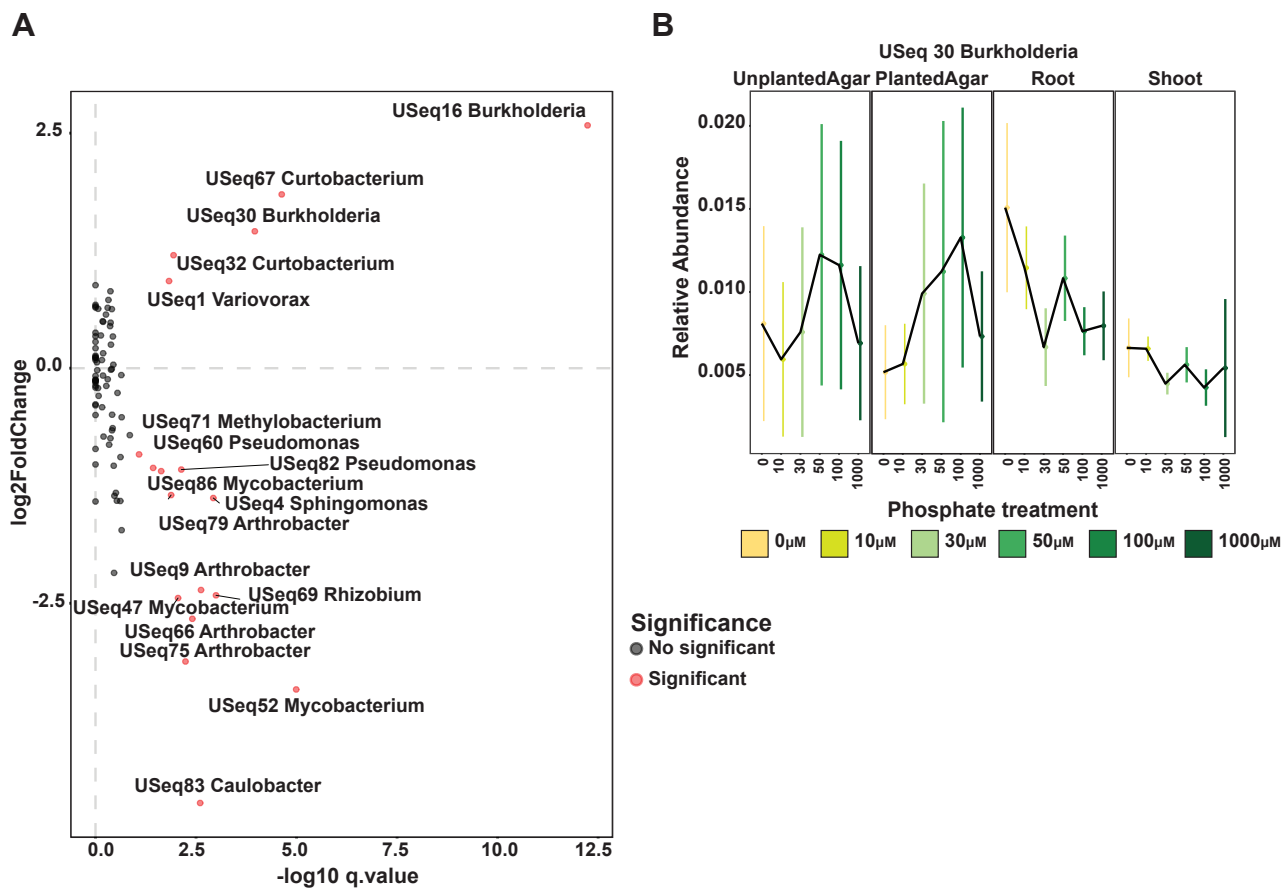 A
2.5
0.0
-2.5
log2FoldChange
USeq16 Burkholderia
USeq67 Curtobacterium
USeq30 Burkholderia
USeq32 Curtobacterium
USeq1 Variovorax
USeq71 Methylobacterium
USeq60 Pseudomonas
USeq82 Pseudomonas
USeq86 Mycobacterium
USeq4 Sphingomonas
USeq79 Arthrobacter
USeq9 Arthrobacter
USeq69 Rhizobium
USeq47 Mycobacterium
USeq66 Arthrobacter
USeq75 Arthrobacter
USeq52 Mycobacterium
USeq83 Caulobacter
0.0 2.5 5.0 10.0 12.5
-log10 q.value
B
USeq 30 Burkholderia
UnplantedAgar PlantedAgar Root Shoot
0.020
0.015
0.010
0.005
Relative Abundance
0 10 30 50 100 1000 0 10 30 50 100 1000 0 10 30 50 100 1000 0 10 30 50 100 1000
Phosphate treatment
0µM 10µM 30µM 50µM 100µM 1000µM
Significance
No significant
Significant